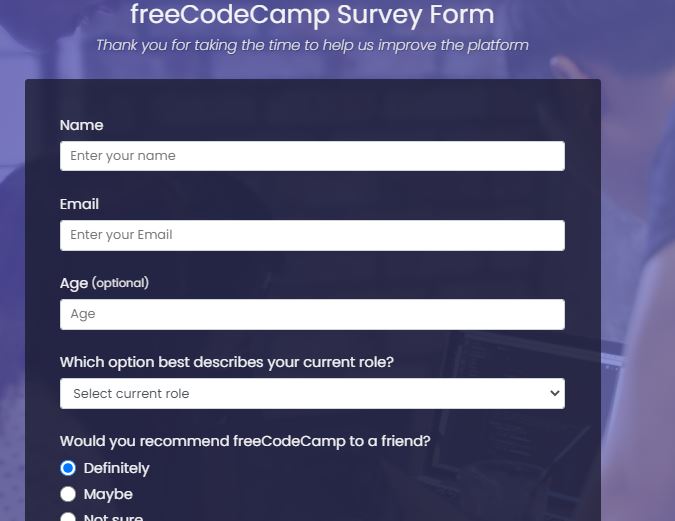 freeCodeCamp Survey Form
Thank you for taking the time to help us improve the platform
Name
Enter your name
Email
Enter your Email
Age (optional)
Age
Which option best describes your current role?
Select current role
Would you recommend freeCodeCamp to a friend?
Definitely
Maybe
Not sure